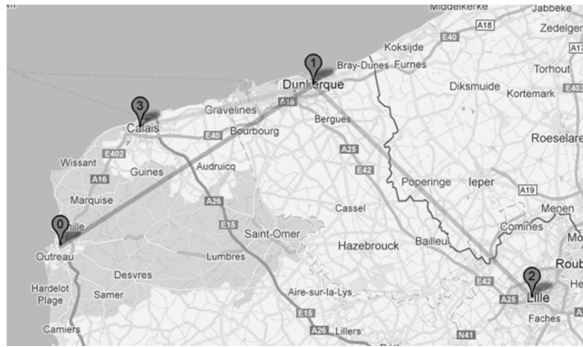 Middelkerke
Jabbeke
A18
Zedelgem
Koksijde
E40
1
Bray-Dunes
Furnes
Torhout
Dunkerque
Diksmuide
E403
3
Gravelines
A16
Kortemark
Calais
E40
Bourbourg
Bergues
Roeselare
E402
A25
Wissant
Guines
Audruicq
E42
A16
Poperinge
Ieper
A19
Marquise
A26
Cassel
Menen
0
E15
Saint-Omer
Comines
Outreau
Hazebrouck
Bailleul
Lumbres
Desvres
2
E42
Hardelot
Plage
Samer
Aire-sur-la-Lys
A25
Lille
E15
Faches
Camiers
A26
Lillers
N41